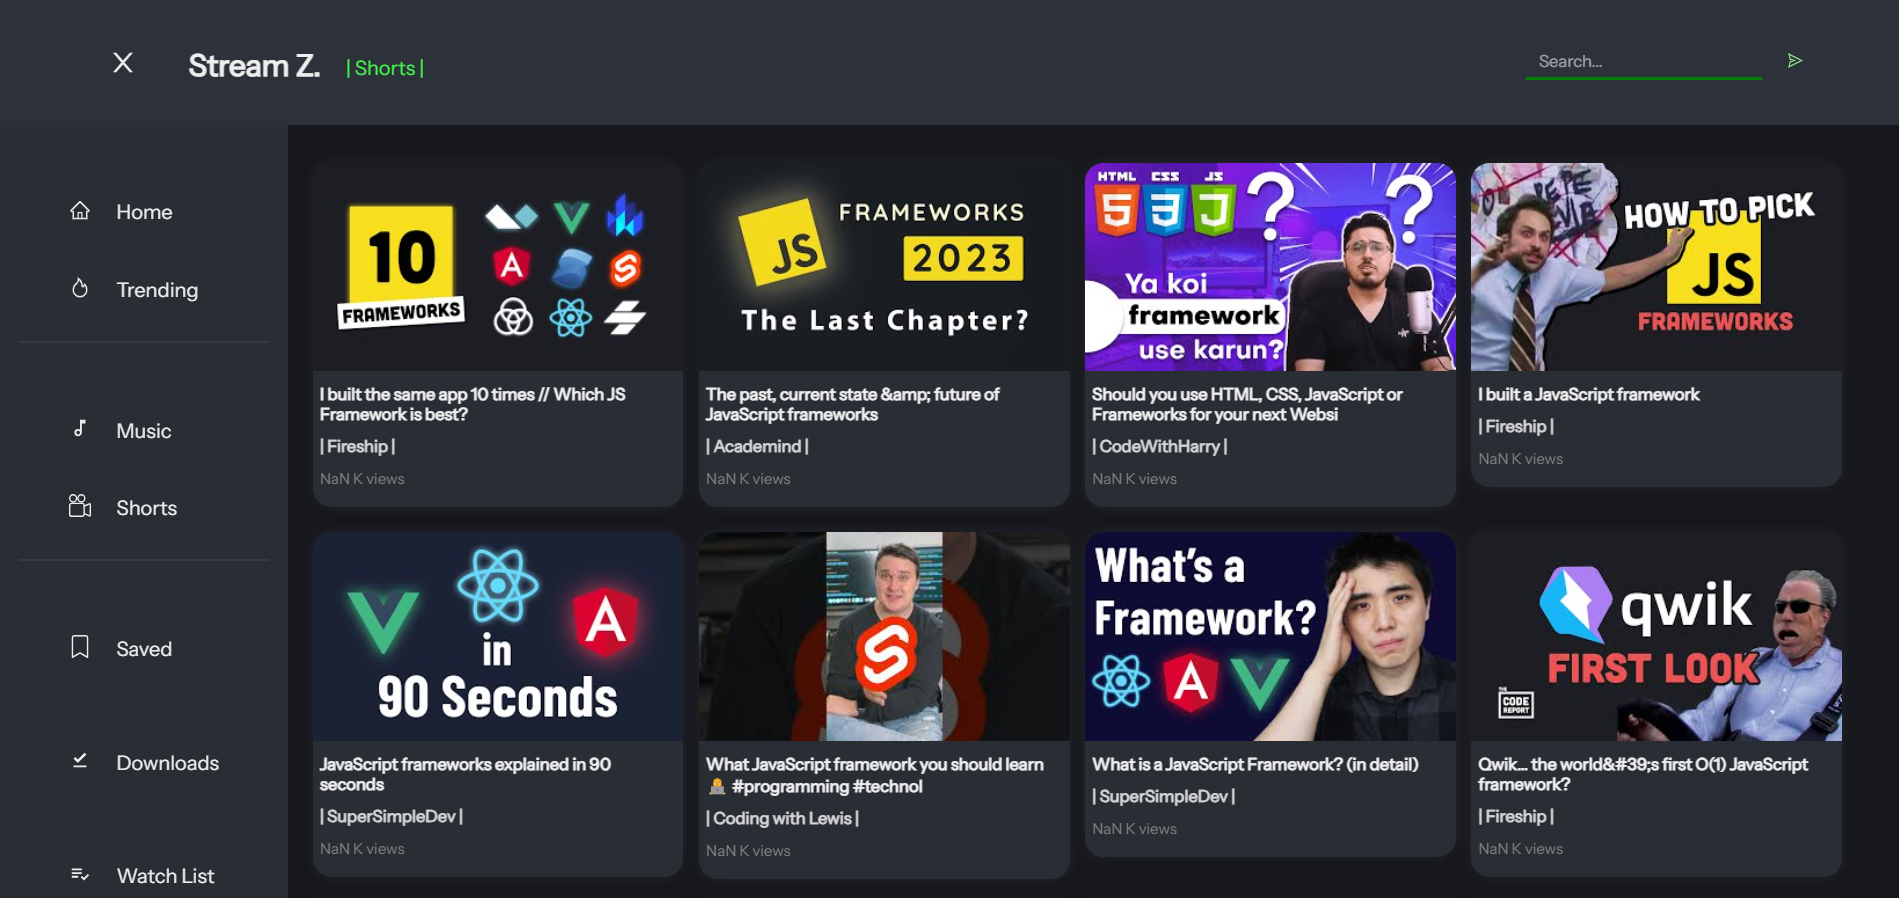 X
Stream Z.
| Shorts |
Search...
Home
Trending
Music
Shorts
Saved
Downloads
Watch List
10
FRAMEWORKS
I built the same app 10 times // Which JS
Framework is best?
| Fireship |
NaN K views
JS
FRAMEWORKS
2023
The Last Chapter?
The past, current state &amp; future of
JavaScript frameworks
| Academind |
NaN K views
HTML CSS JS
? ?
Ya koi
framework
use karun?
Should you use HTML, CSS, JavaScript or
Frameworks for your next Websi
| CodeWithHarry |
NaN K views
HOW TO PICK
JS
FRAMEWORKS
I built a JavaScript framework
| Fireship |
NaN K views
in
90 Seconds
JavaScript frameworks explained in 90
seconds
| SuperSimpleDev |
NaN K views
What JavaScript framework you should learn
🧑‍💻 #programming #technol
| Coding with Lewis |
NaN K views
What's a
Framework?
What is a JavaScript Framework? (in detail)
| SuperSimpleDev |
NaN K views
qwik
FIRST LOOK
THE
CODE
REPORT
Qwik... the world&#39;s first O(1) JavaScript
framework?
| Fireship |
NaN K views